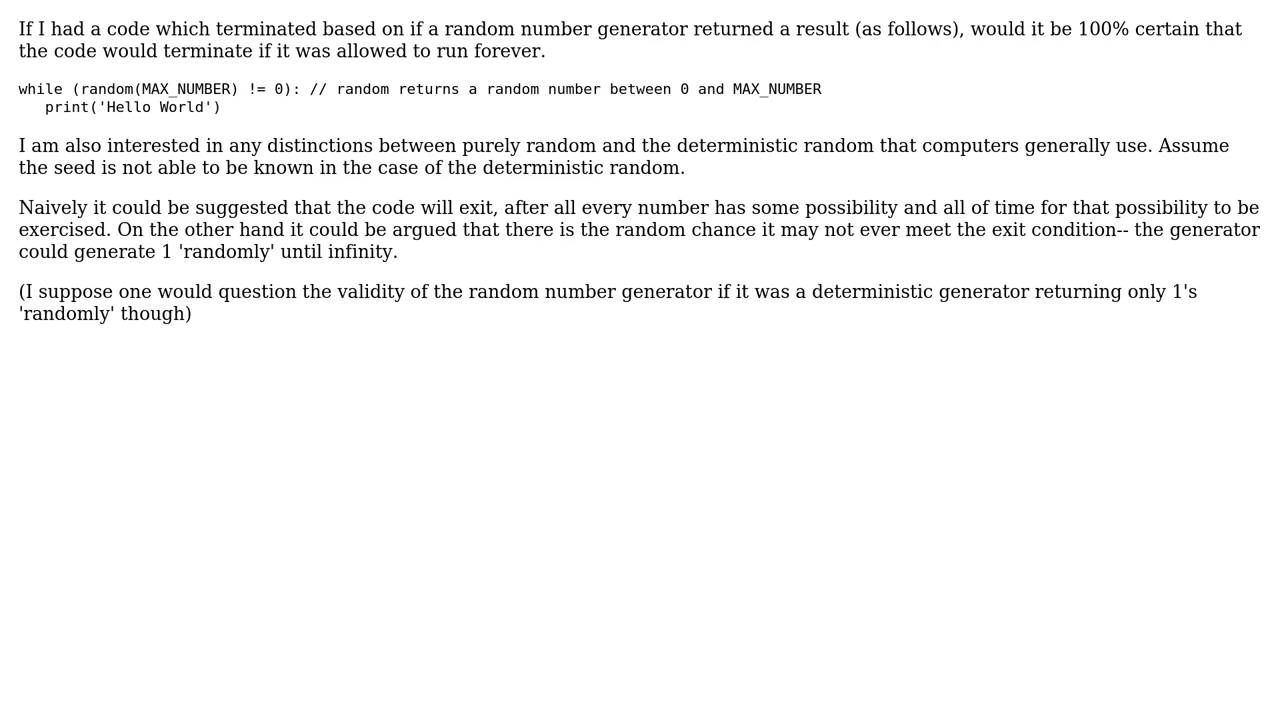 If I had a code which terminated based on if a random number generator returned a result (as follows), would it be 100% certain that
the code would terminate if it was allowed to run forever.
while (random(MAX_NUMBER) != 0): // random returns a random number between 0 and MAX_NUMBER
   print('Hello World')
I am also interested in any distinctions between purely random and the deterministic random that computers generally use. Assume
the seed is not able to be known in the case of the deterministic random.
Naively it could be suggested that the code will exit, after all every number has some possibility and all of time for that possibility to be
exercised. On the other hand it could be argued that there is the random chance it may not ever meet the exit condition-- the generator
could generate 1 'randomly' until infinity.
(I suppose one would question the validity of the random number generator if it was a deterministic generator returning only 1's
'randomly' though)